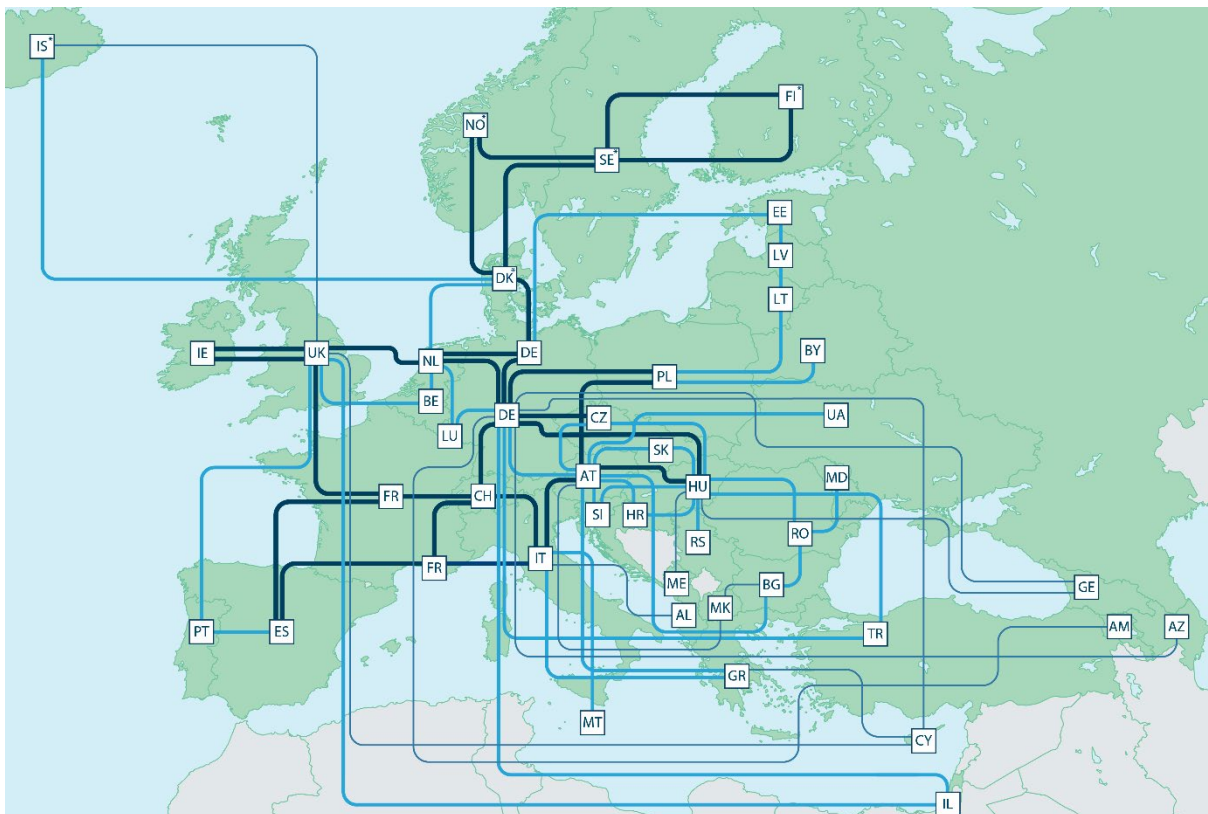 IS*
FI*
NO*
SE*
EE
LV
DK*
LT
IE
UK
NL
DE
BY
PL
BE
DE
CZ
UA
LU
SK
AT
HU
MD
FR
CH
SI
HR
RS
RO
FR
IT
ME
BG
GE
MK
AL
PT
ES
TR
AM
AZ
GR
MT
CY
IL